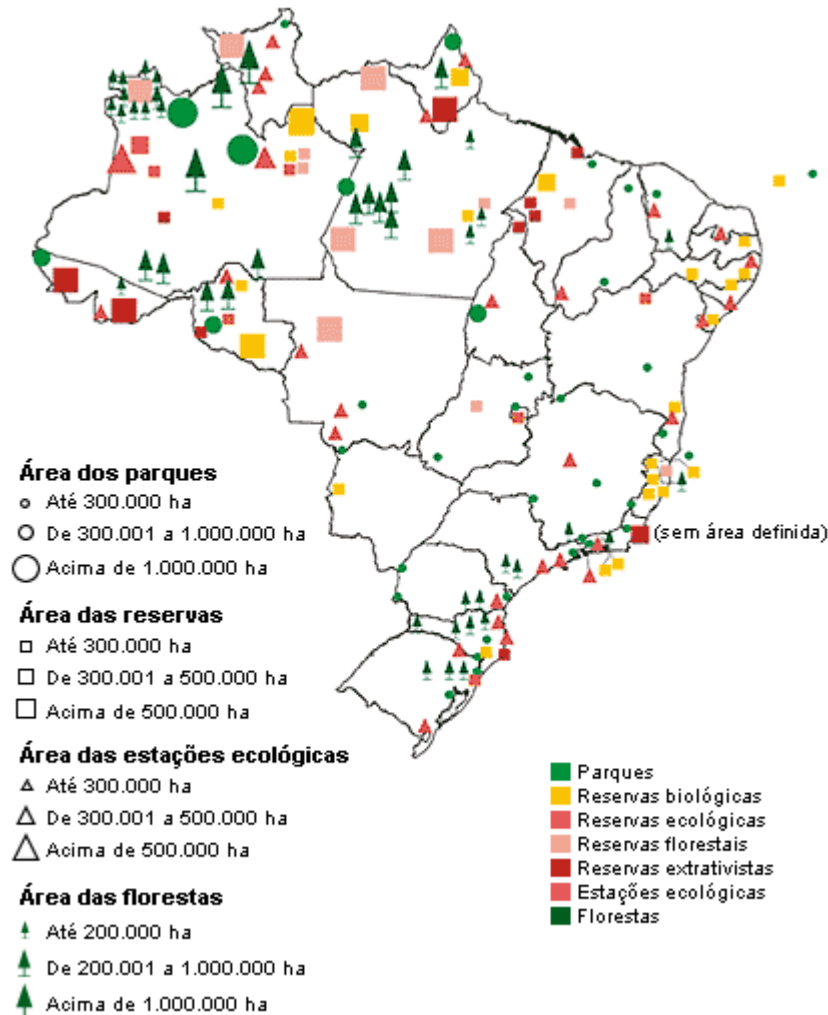 (sem área definida)
Área dos parques
Até 300.000 ha
De 300.001 a 1.000.000 ha
Acima de 1.000.000 ha
Área das reservas
Até 300.000 ha
De 300.001 a 500.000 ha
Acima de 500.000 ha
Área das estações ecológicas
Até 300.000 ha
De 300.001 a 500.000 ha
Acima de 500.000 ha
Área das florestas
Até 200.000 ha
De 200.001 a 1.000.000 ha
Acima de 1.000.000 ha
Parques
Reservas biológicas
Reservas ecológicas
Reservas florestais
Reservas extrativistas
Estações ecológicas
Florestas